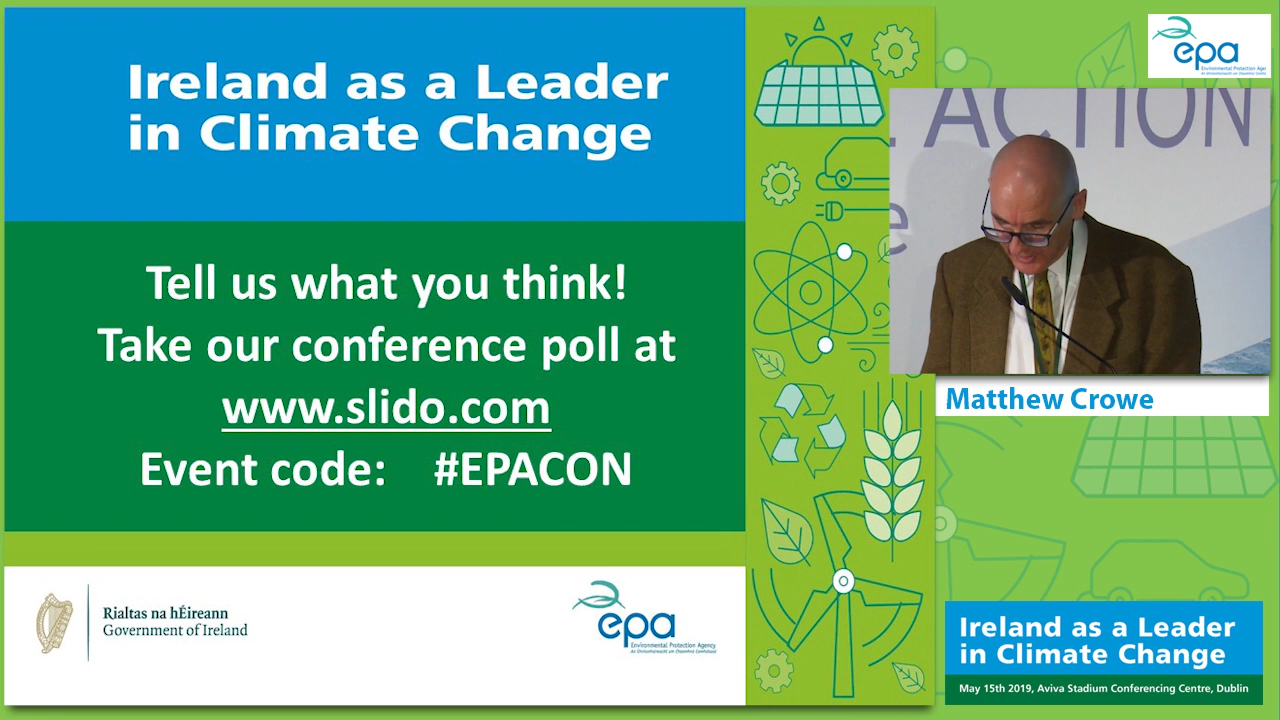 Ireland as a Leader
in Climate Change
Tell us what you think!
Take our conference poll at
www.slido.com
Event code: #EPACON
Rialtas na hÉireann
Government of Ireland
epa
Environmental Protection Agency
epa
ACTION
e
Matthew Crowe
Ireland as a Leader
in Climate Change
May 15th 2019, Aviva Stadium Conferencing Centre, Dublin